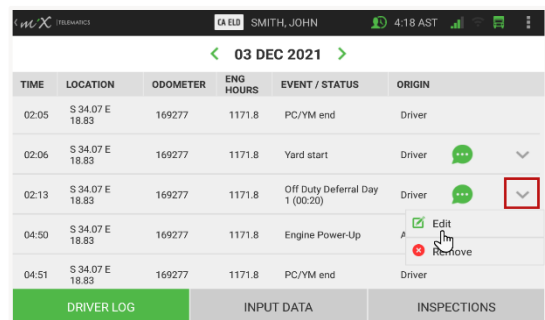 MiX TELEMATICS CA ELD SMITH, JOHN 4:18 AST
03 DEC 2021
TIME LOCATION ODOMETER ENG HOURS EVENT / STATUS ORIGIN
02:05 S 34.07 E 18.83 169277 1171.8 PC/YM end Driver
02:06 S 34.07 E 18.83 169277 1171.8 Yard start Driver
02:13 S 34.07 E 18.83 169277 1171.8 Off Duty Deferral Day 1 (00:20) Driver
Edit
04:50 S 34.07 E 18.83 169277 1171.8 Engine Power-Up
Remove
04:51 S 34.07 E 18.83 169277 1171.8 PC/YM end Driver
DRIVER LOG INPUT DATA INSPECTIONS